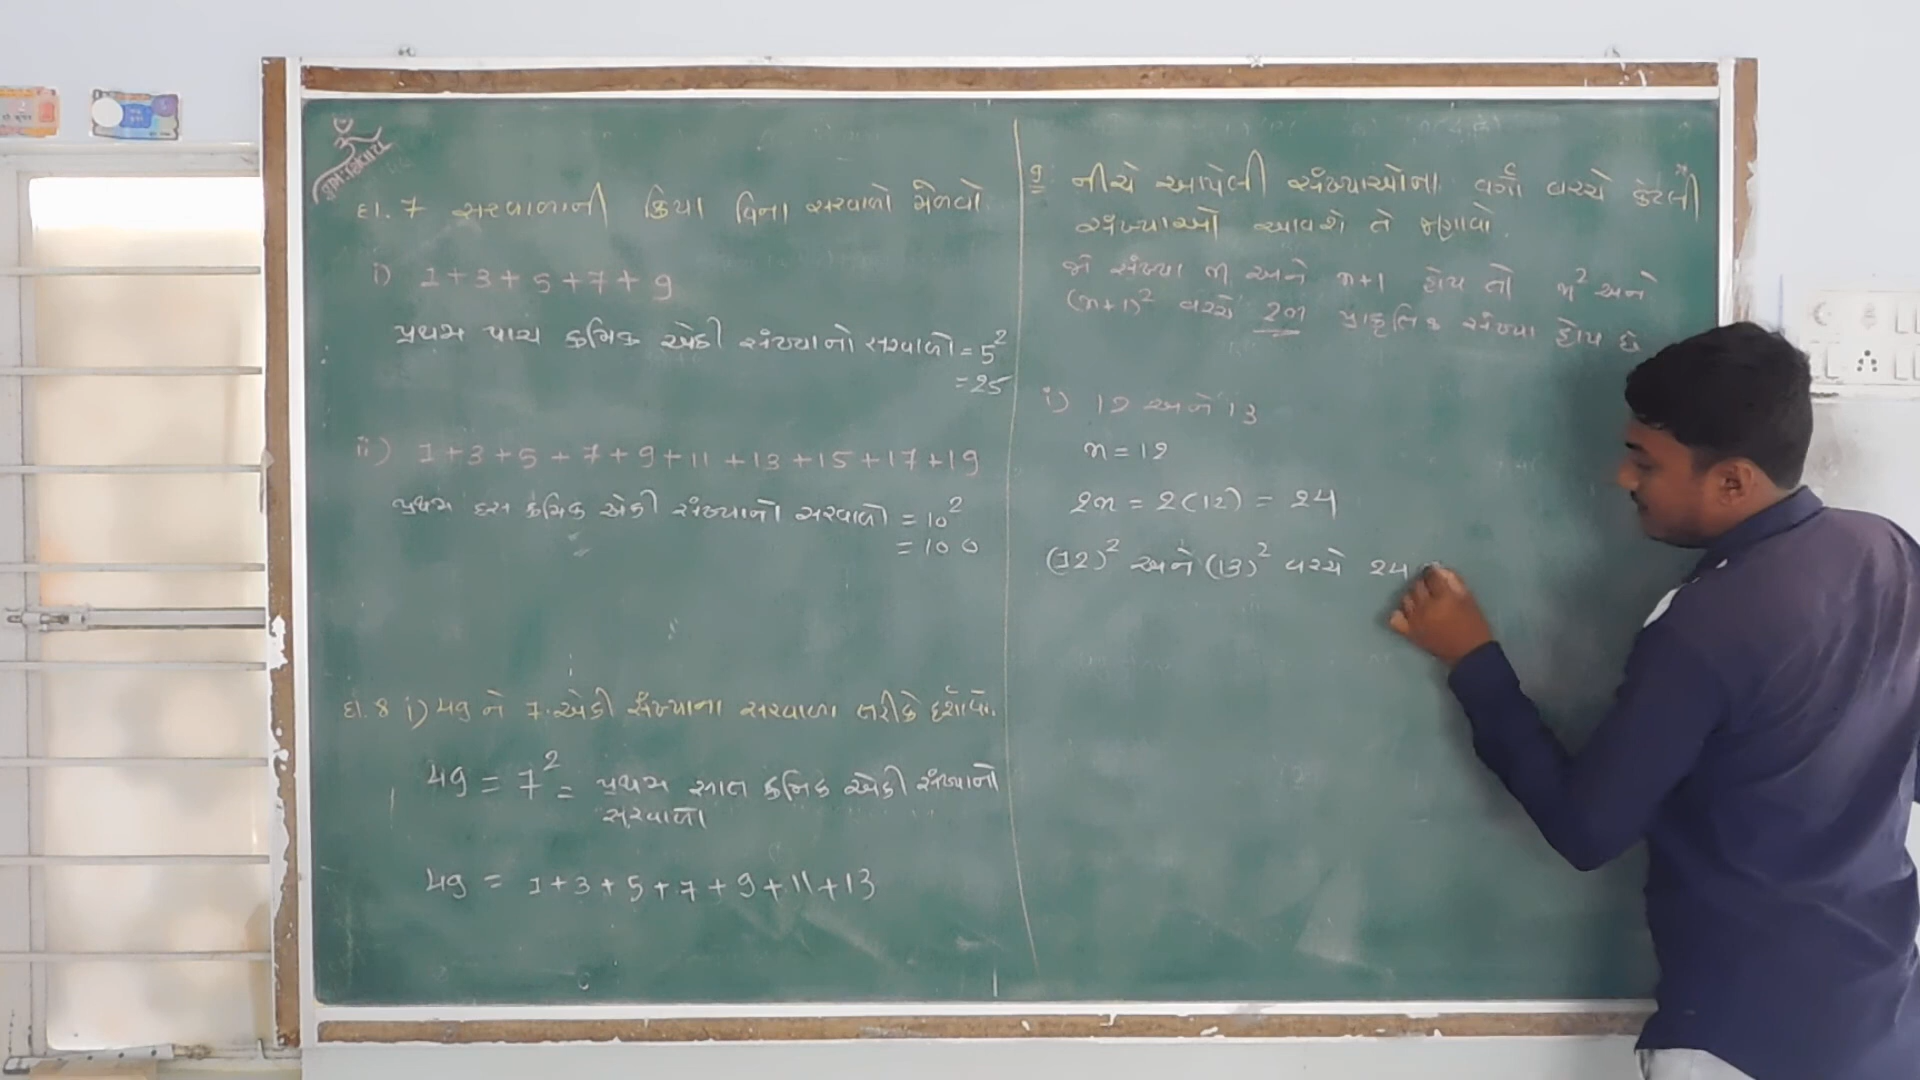 દા. 7 સરવાળાની ક્રિયા વિના સરવાળો મેળવો
i) 1+3+5+7+9
પ્રથમ પાંચ ક્રમિક એકી સંખ્યાનો સરવાળો = 5²
= 25
ii) 1+3+5+7+9+11+13+15+17+19
પ્રથમ દસ ક્રમિક એકી સંખ્યાનો સરવાળો = 10²
= 100
દા. 8 i) 49 ને 7 એકી સંખ્યાના સરવાળા તરીકે દર્શાવો.
49 = 7² = પ્રથમ સાત ક્રમિક એકી સંખ્યાનો
સરવાળો
49 = 1+3+5+7+9+11+13
9 નીચે આપેલી સંખ્યાઓના વર્ગો વચ્ચે કેટલી
સંખ્યાઓ આવશે તે જણાવો.
જો સંખ્યા n અને n+1 હોય તો n² અને
(n+1)² વચ્ચે 2n પ્રાકૃતિક સંખ્યા હોય છે
i) 12 અને 13
n = 12
2n = 2(12) = 24
(12)² અને (13)² વચ્ચે 24